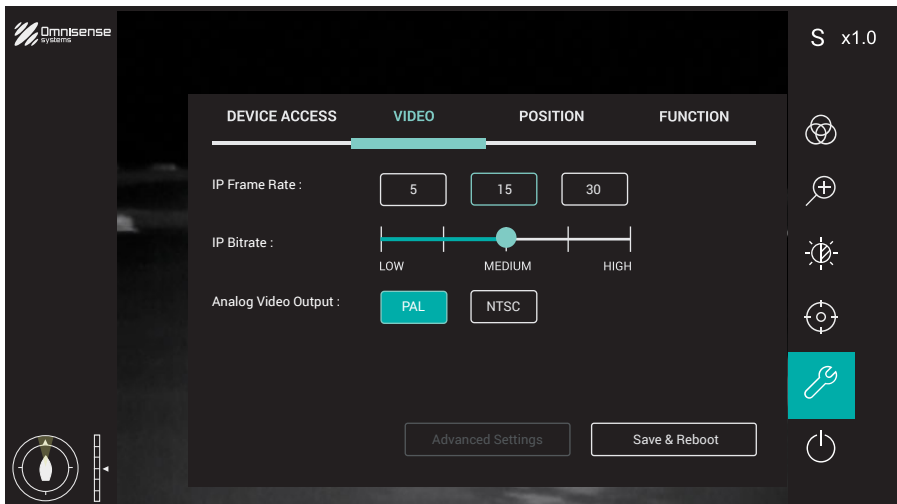 Omnisense
systems
S x1.0
DEVICE ACCESS VIDEO POSITION FUNCTION
IP Frame Rate : 5 15 30
IP Bitrate :
LOW MEDIUM HIGH
Analog Video Output : PAL NTSC
Advanced Settings Save & Reboot